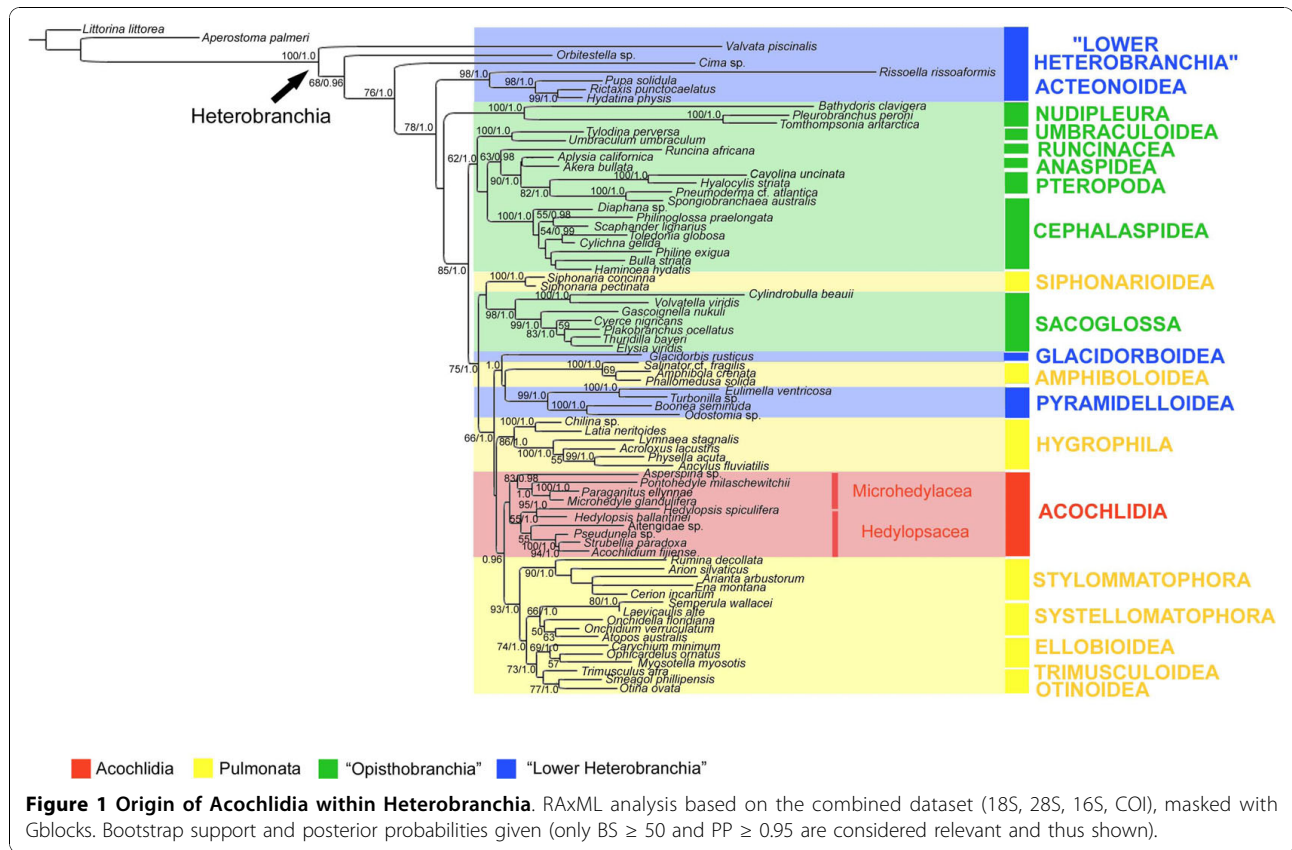 Littorina littorea
Aperostoma palmeri
100/1.0
Heterobranchia
68/0.96
Valvata piscinalis
Orbitestella sp.
76/1.0
Cima sp.
78/1.0
98/1.0
Rissoella rissoaformis
98/1.0
Pupa solidula
Rictaxis punctocaelatus
99/1.0
Hydatina physis
"LOWER
HETEROBRANCHIA"
ACTEONOIDEA
85/1.0
62/1.0
100/1.0
Bathydoris clavigera
100/1.0
Pleurobranchus peroni
Tomthompsonia antarctica
NUDIPLEURA
100/1.0
Tylodina perversa
Umbraculum umbraculum
UMBRACULOIDEA
63/0.98
Runcina africana
RUNCINACEA
90/1.0
Aplysia californica
Akera bullata
ANASPIDEA
82/1.0
100/1.0
Cavolina uncinata
Hyalocylis striata
100/1.0
Pneumoderma cf. atlantica
Spongiobranchaea australis
PTEROPODA
100/1.0
Diaphana sp.
55/0.98
Philinoglossa praelongata
Scaphander lignarius
54/0.99
Toledonia globosa
Cylichna gelida
Philine exigua
Bulla striata
Haminoea hydatis
CEPHALASPIDEA
75/1.0
100/1.0
Siphonaria concinna
Siphonaria pectinata
SIPHONARIOIDEA
98/1.0
100/1.0
Cylindrobulla beauii
Volvatella viridis
99/1.0
Gascoignella nukuli
Cyerce nigricans
83/1.0
59
Plakobranchus ocellatus
Thuridilla bayeri
Elysia viridis
SACOGLOSSA
66/1.0
1.0
Glacidorbis rusticus
GLACIDORBOIDEA
100/1.0
Salinator cf. fragilis
69
Amphibola crenata
Phallomedusa solida
AMPHIBOLOIDEA
99/1.0
100/1.0
Eulimella ventricosa
Turbonilla sp.
100/1.0
Boonea seminuda
Odostomia sp.
PYRAMIDELLOIDEA
86/1.0
100/1.0
Chilina sp.
Latia neritoides
100/1.0
Lymnaea stagnalis
Acroloxus lacustris
55
99/1.0
Physella acuta
Ancylus fluviatilis
HYGROPHILA
0.96
83/0.98
Asperspina sp.
Pontohedyle milaschewitchii
1.0
100/1.0
Paraganitus ellynnae
Microhedyle glandulifera
Microhedylacea
55/1.0
95/1.0
Hedylopsis spiculifera
Hedylopsis ballantinei
55
Aitengidae sp.
Pseudunela sp.
100/1.0
Strubellia paradoxa
94/1.0
Acochlidium fijiense
Hedylopsacea
ACOCHLIDIA
93/1.0
90/1.0
Rumina decollata
Arion silvaticus
Arianta arbustorum
Ena montana
Cerion incanum
STYLOMMATOPHORA
74/1.0
66/1.0
80/1.0
Semperula wallacei
Laevicaulis alte
Onchidella floridiana
50
Onchidium verruculatum
63
Atopos australis
SYSTELLOMATOPHORA
73/1.0
69/1.0
Carychium minimum
Ophicardelus ornatus
57
Myosotella myosotis
ELLOBIOIDEA
Trimusculus afra
TRIMUSCULOIDEA
Smeagol phillipensis
77/1.0
Otina ovata
OTINOIDEA
Acochlidia
Pulmonata
"Opisthobranchia"
"Lower Heterobranchia"
Figure 1 Origin of Acochlidia within Heterobranchia. RAxML analysis based on the combined dataset (18S, 28S, 16S, COI), masked with
Gblocks. Bootstrap support and posterior probabilities given (only BS ≥ 50 and PP ≥ 0.95 are considered relevant and thus shown).